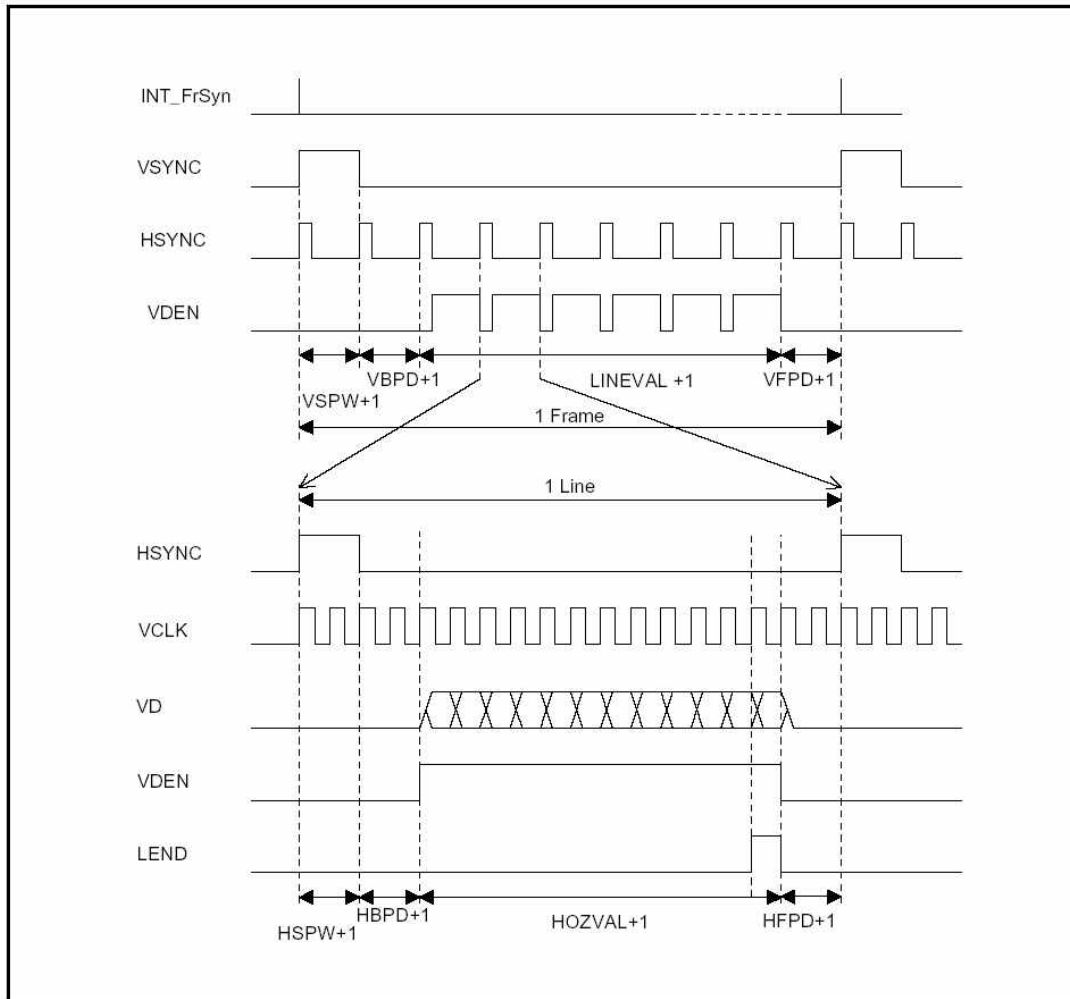 INT_FrSyn
VSYNC
HSYNC
VDEN
VBPD+1
LINEVAL +1
VFPD+1
VSPW+1
1 Frame
1 Line
HSYNC
VCLK
VD
VDEN
LEND
HBPD+1
HOZVAL+1
HFPD+1
HSPW+1